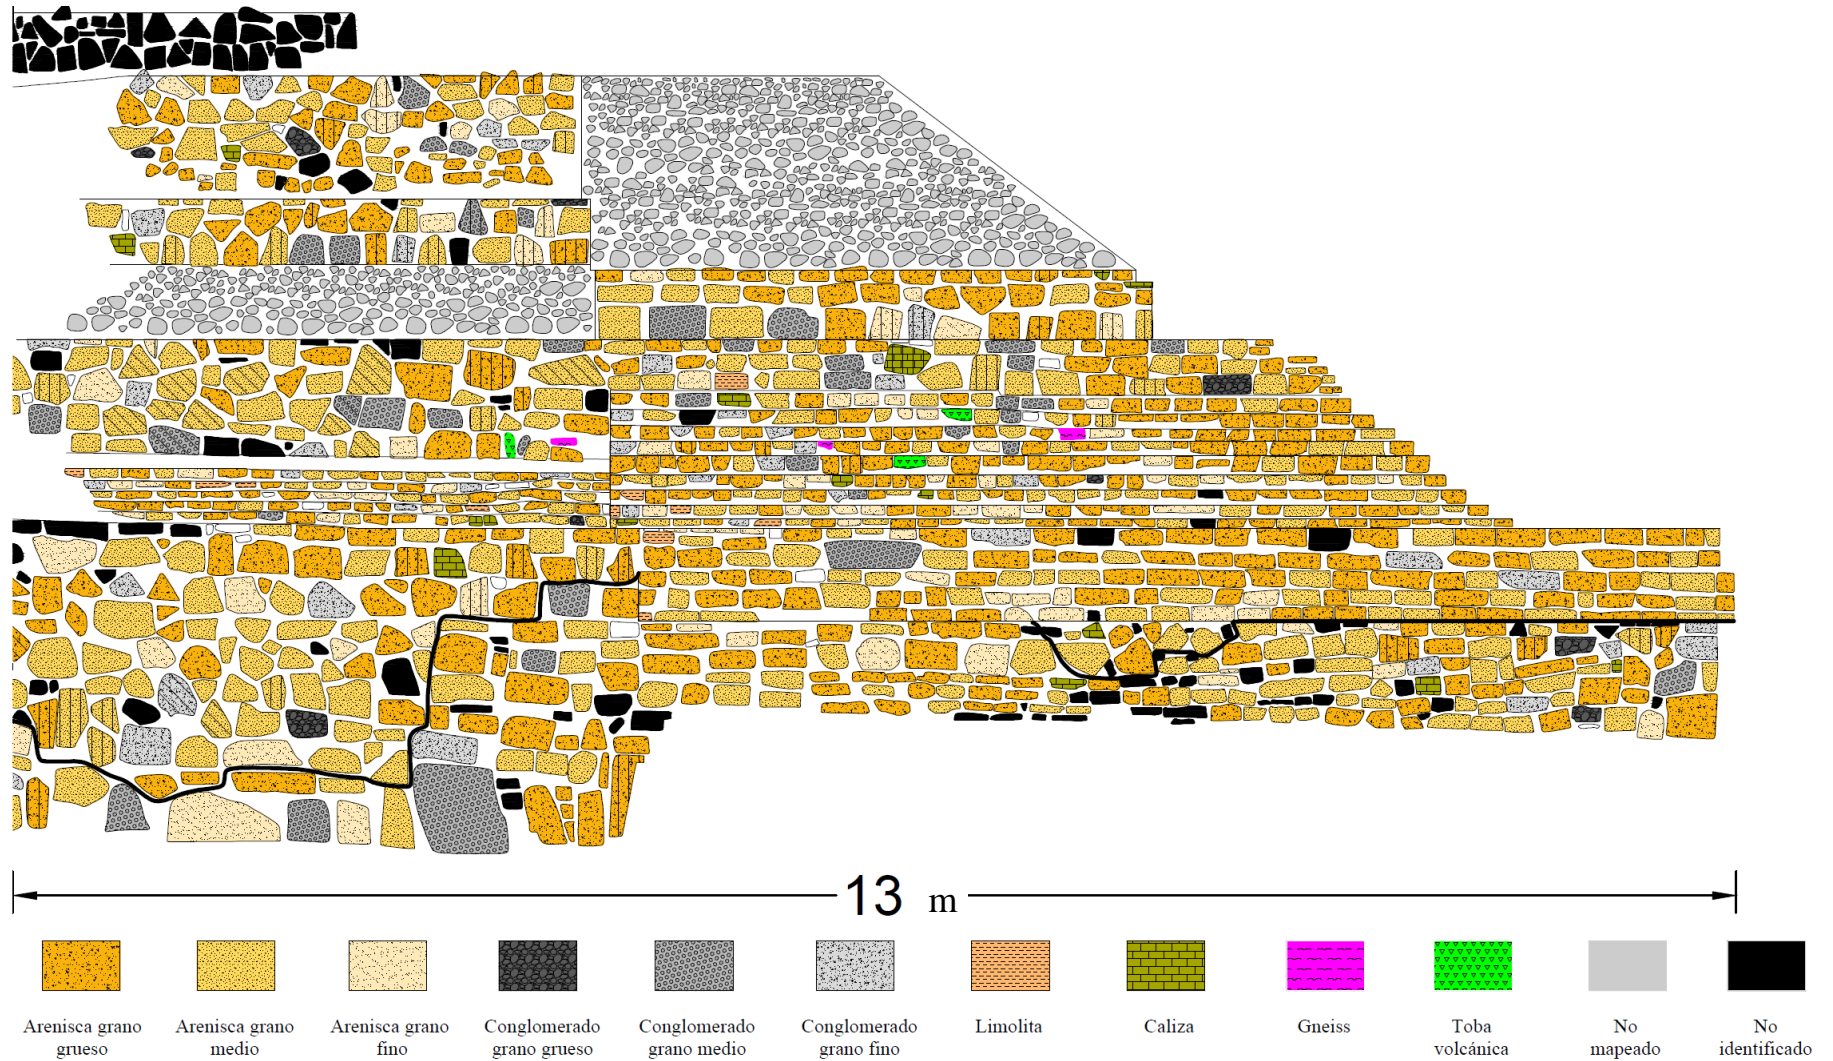 13 m
Arenisca grano
grueso
Arenisca grano
medio
Arenisca grano
fino
Conglomerado
grano grueso
Conglomerado
grano medio
Conglomerado
grano fino
Limolita
Caliza
Gneiss
Toba
volcánica
No
mapeado
No
identificado